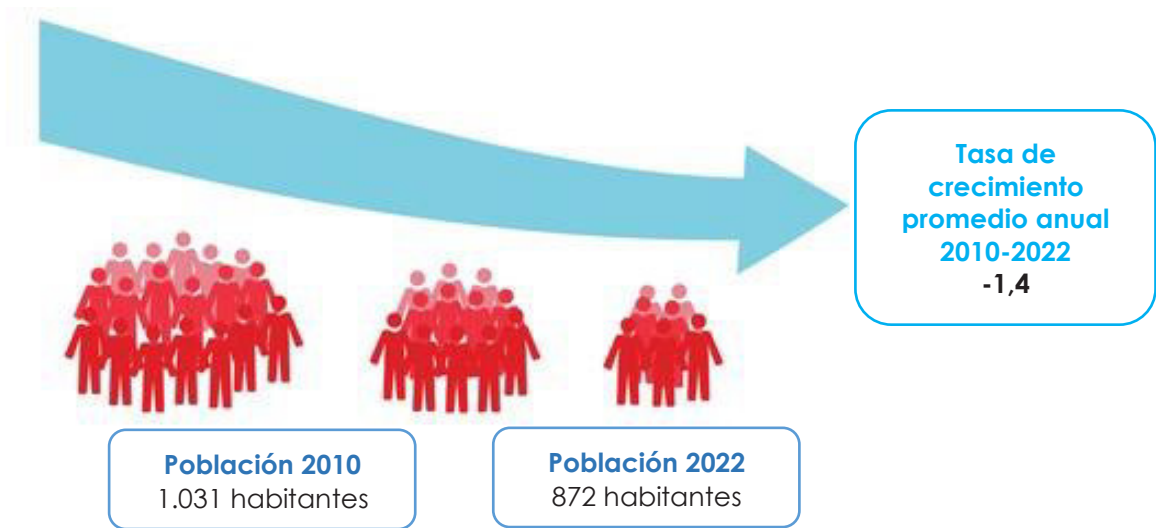 Tasa de
crecimiento
promedio anual
2010-2022
-1,4
Población 2010
1.031 habitantes
Población 2022
872 habitantes